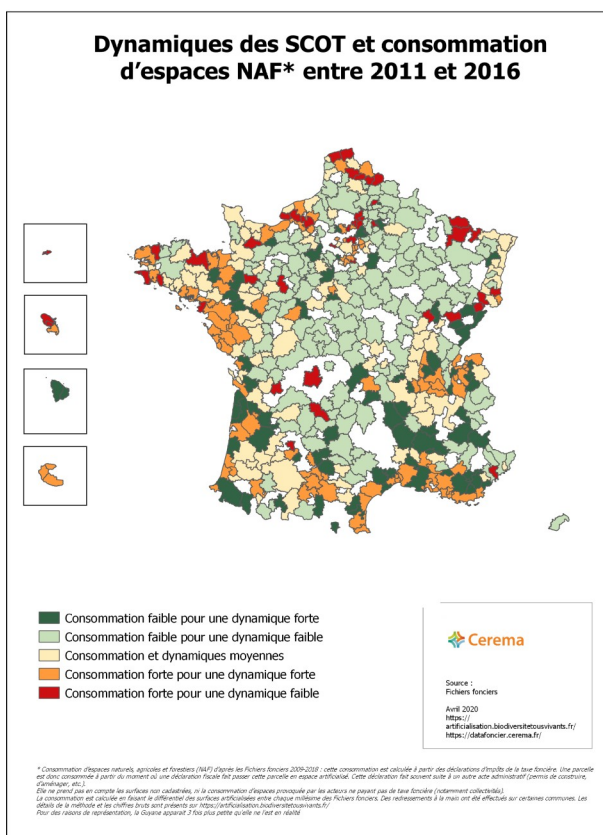 Dynamiques des SCOT et consommation
d'espaces NAF* entre 2011 et 2016
Consommation faible pour une dynamique forte
Consommation faible pour une dynamique faible
Consommation et dynamiques moyennes
Consommation forte pour une dynamique forte
Consommation forte pour une dynamique faible
Cerema
Source :
Fichiers fonciers
Avril 2020
https://
artificialisation.biodiversitetousvivants.fr/
https://datafoncier.cerema.fr/
* Consommation d'espaces naturels, agricoles et forestiers (NAF) d'après les Fichiers fonciers 2009-2018 : cette consommation est calculée à partir des déclarations d'impôts de la taxe foncière. Une parcelle
est donc consommée à partir du moment où une déclaration fiscale fait passer cette parcelle en espace artificialisé. Cette déclaration fait souvent suite à un autre acte administratif (permis de construire,
d'aménager, etc.).
Elle ne prend pas en compte les surfaces non cadastrées, ni la consommation d'espaces provoquée par les acteurs ne payant pas de taxe foncière (notamment collectivités).
La consommation est calculée en faisant le différentiel des surfaces artificialisées entre chaque millésime des Fichiers fonciers. Des redressements à la main ont été effectués sur certaines communes. Les
détails de la méthode et les chiffres bruts sont présents sur https://artificialisation.biodiversitetousvivants.fr/
Pour des raisons de représentation, la Guyane apparait 3 fois plus petite qu'elle ne l'est en réalité